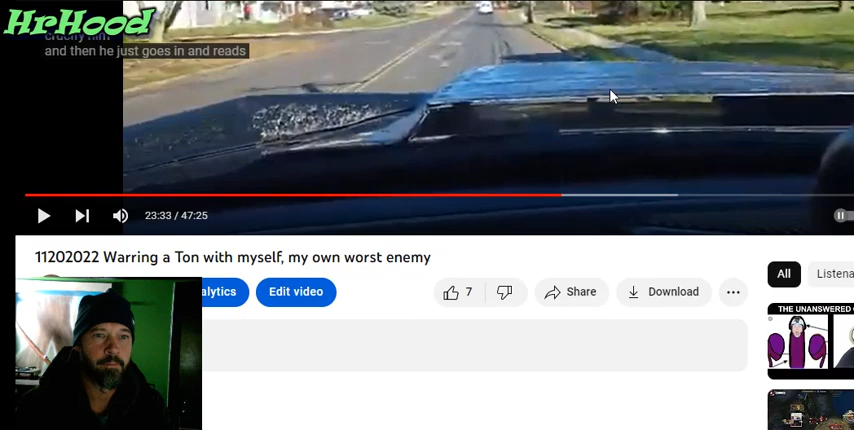 HrHood
and then he just goes in and reads
23:33 / 47:25
11202022 Warring a Ton with myself, my own worst enemy
alytics
Edit video
7
Share
Download
All
Listena
THE UNANSWERED